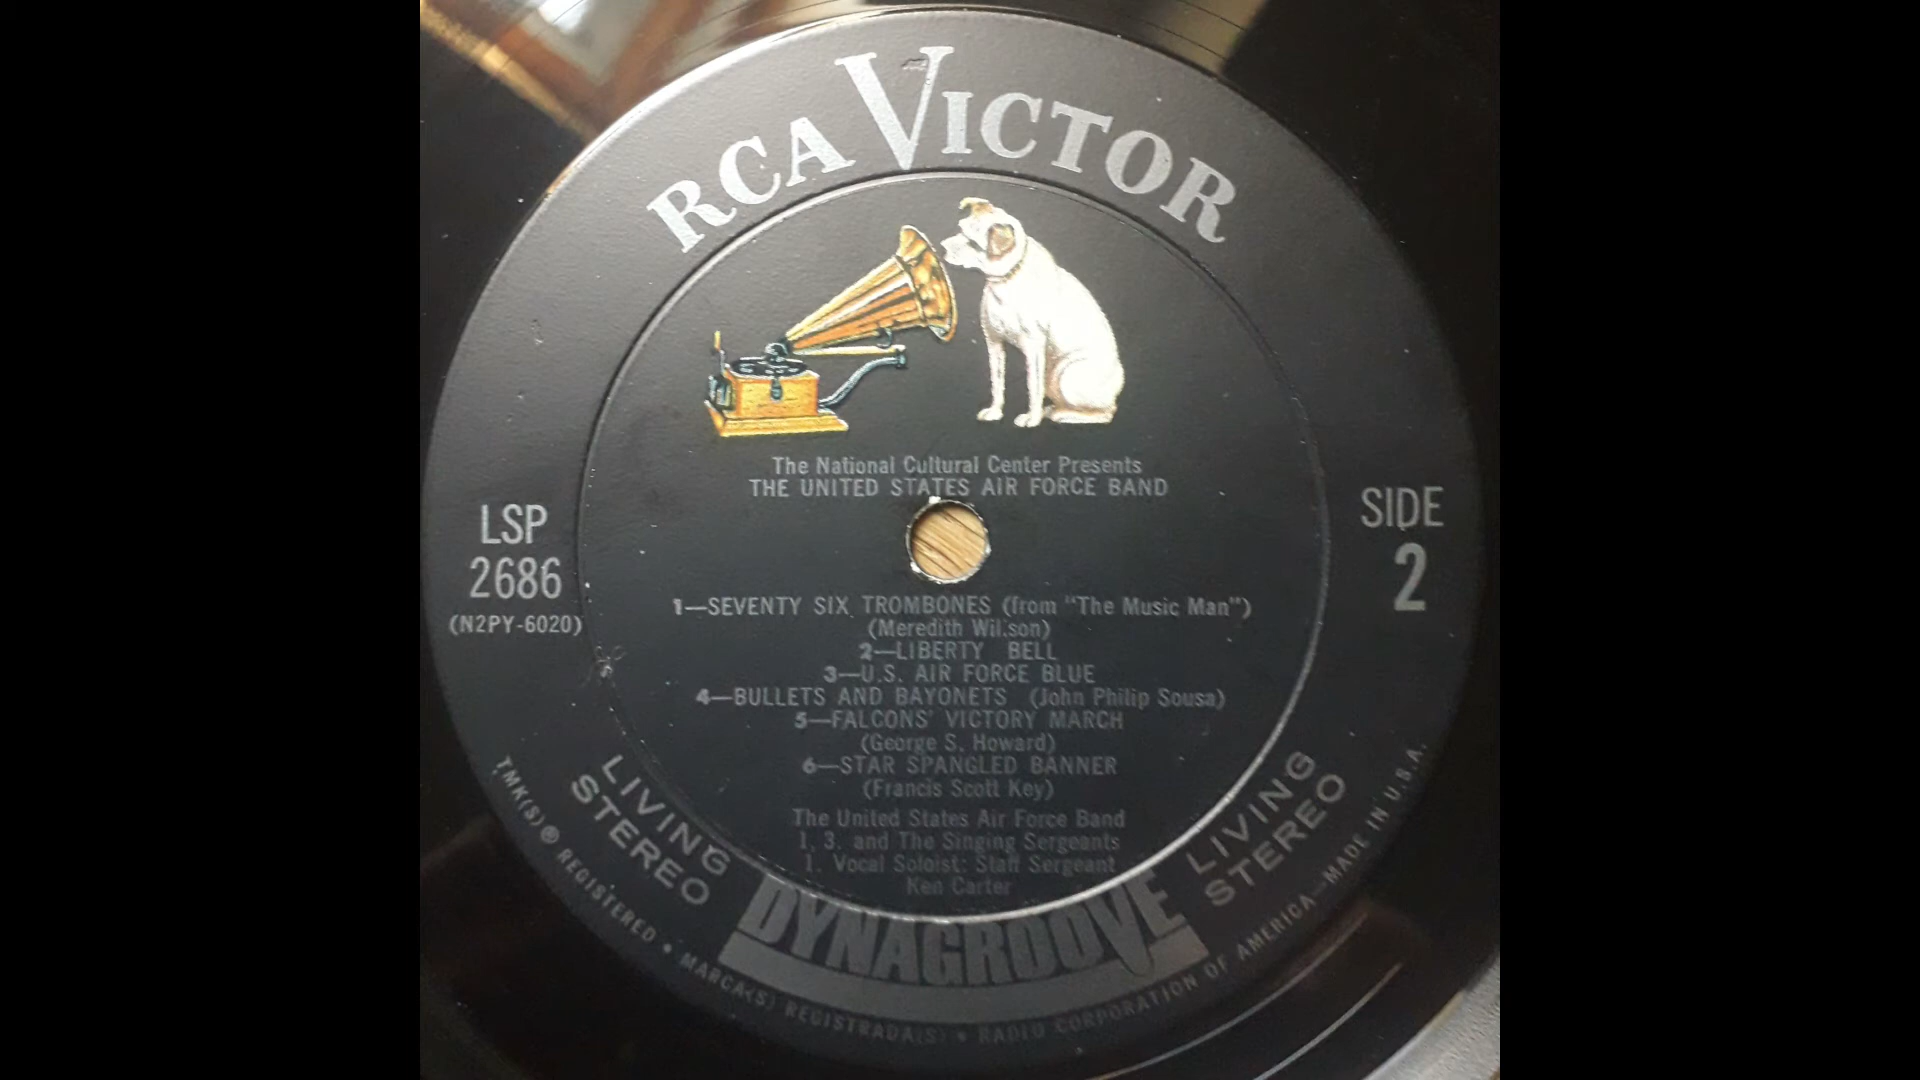 RCA VICTOR
The National Cultural Center Presents
THE UNITED STATES AIR FORCE BAND
LSP
2686
(N2PY-6020)
SIDE
2
1—SEVENTY SIX TROMBONES (from "The Music Man")
(Meredith Willson)
2—LIBERTY BELL
3—U.S. AIR FORCE BLUE
4—BULLETS AND BAYONETS (John Philip Sousa)
5—FALCONS' VICTORY MARCH
(George S. Howard)
6—STAR SPANGLED BANNER
(Francis Scott Key)
The United States Air Force Band
1, 3. and The Singing Sergeants
1. Vocal Soloist: Staff Sergeant
Ken Carter
LIVING
STEREO
DYNAGROOVE
LIVING
STEREO
TMK(S) ® REGISTERED • MARCA(S) REGISTRADA(S) • RADIO CORPORATION OF AMERICA—MADE IN U.S.A.